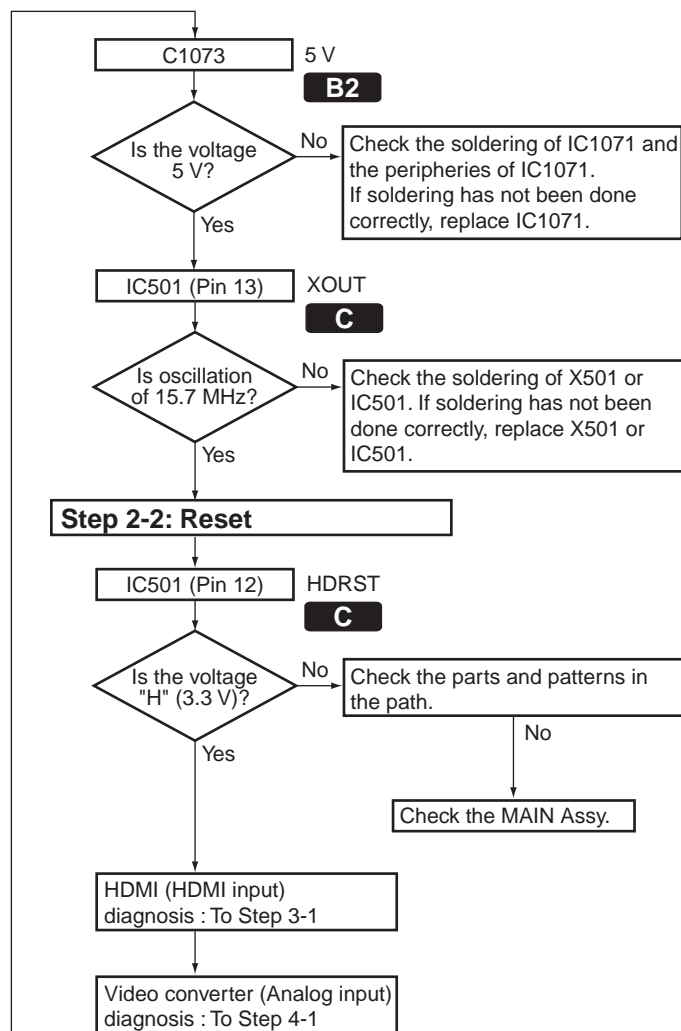 C1073
5 V
B2
Is the voltage
5 V?
No
Check the soldering of IC1071 and
the peripheries of IC1071.
If soldering has not been done
correctly, replace IC1071.
Yes
IC501 (Pin 13)
XOUT
C
Is oscillation
of 15.7 MHz?
No
Check the soldering of X501 or
IC501. If soldering has not been
done correctly, replace X501 or
IC501.
Yes
Step 2-2: Reset
IC501 (Pin 12)
HDRST
C
Is the voltage
"H" (3.3 V)?
No
Check the parts and patterns in
the path.
Yes
No
Check the MAIN Assy.
HDMI (HDMI input)
diagnosis : To Step 3-1
Video converter (Analog input)
diagnosis : To Step 4-1